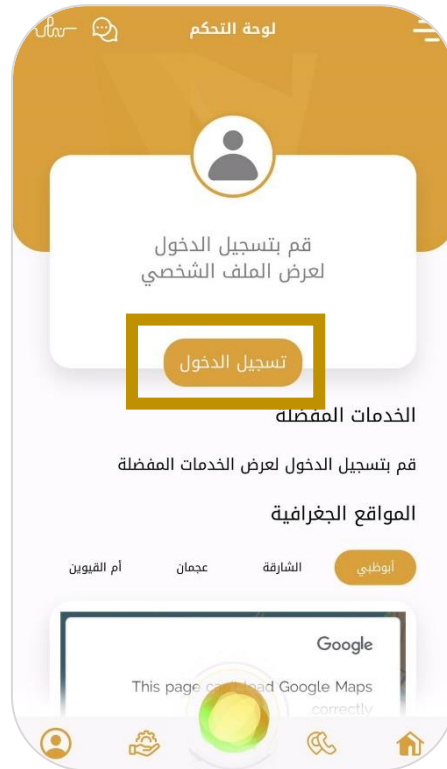 لوحة التحكم
قم بتسجيل الدخول
لعرض الملف الشخصي
تسجيل الدخول
الخدمات المفضلة
قم بتسجيل الدخول لعرض الخدمات المفضلة
المواقع الجغرافية
أبوظبي الشارقة عجمان أم القيوين
Google
This page can't load Google Maps
correctly